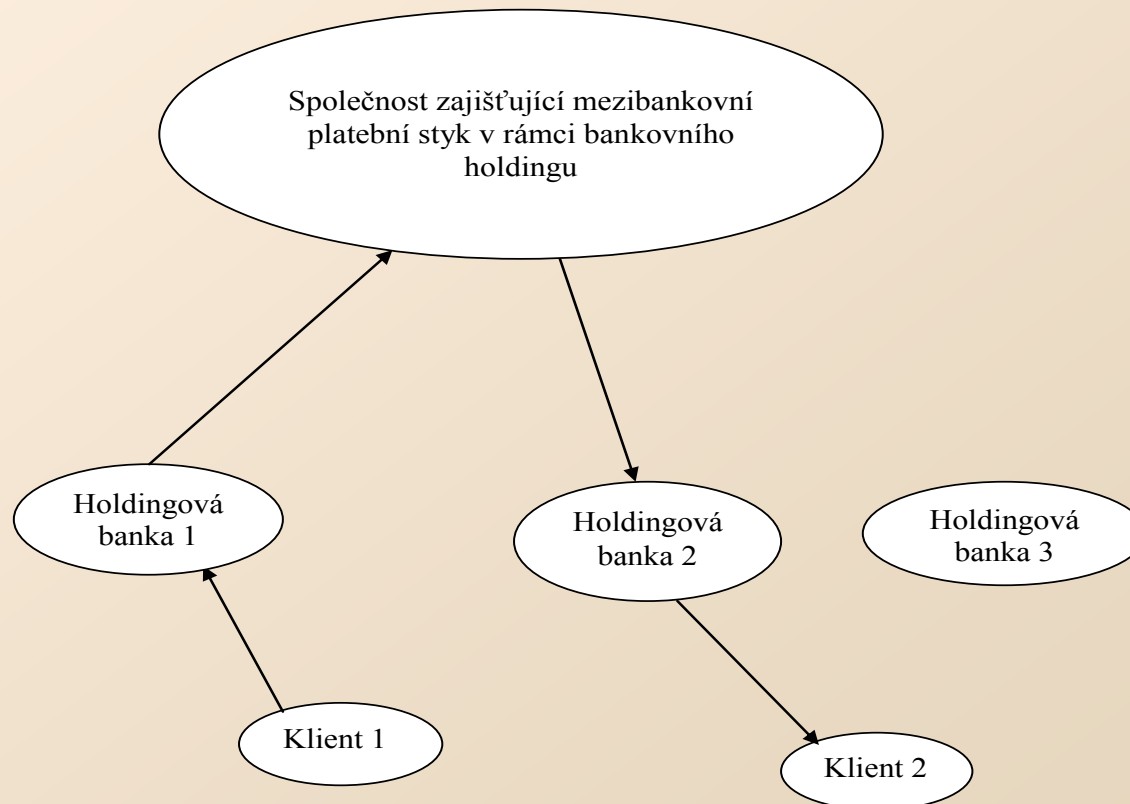 Společnost zajišťující mezibankovní
platební styk v rámci bankovního
holdingu
Holdingová
banka 1
Holdingová
banka 2
Holdingová
banka 3
Klient 1
Klient 2